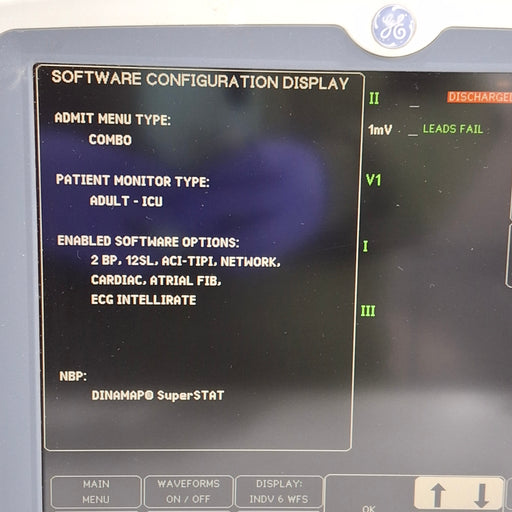 GE
SOFTWARE CONFIGURATION DISPLAY
ADMIT MENU TYPE:
COMBO
PATIENT MONITOR TYPE:
ADULT - ICU
ENABLED SOFTWARE OPTIONS:
2 BP, 12SL, ACI-TIPI, NETWORK,
CARDIAC, ATRIAL FIB,
ECG INTELLIRATE
NBP:
DINAMAP® SuperSTAT
II
DISCHARGED
1mV
LEADS FAIL
V1
I
III
MAIN
MENU
WAVEFORMS
ON / OFF
DISPLAY:
INDV 6 WFS
OK